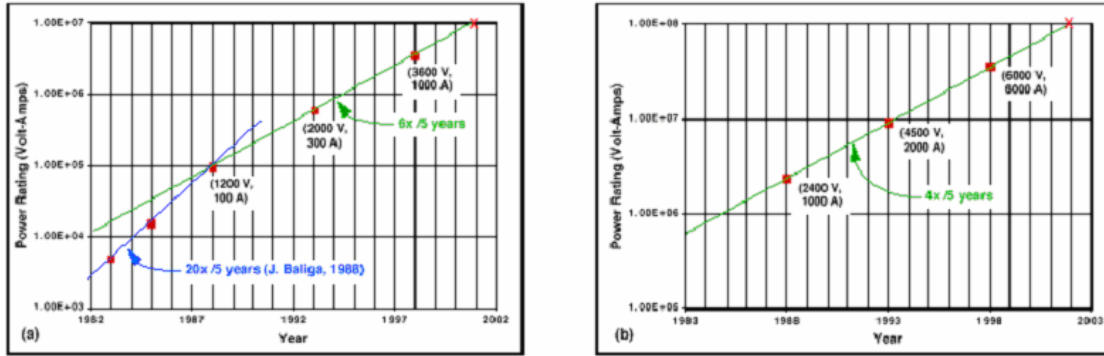 1.00E+07
1.00E+06
1.00E+05
1.00E+04
1.00E+03
Power Rating (Volt-Amps)
(3600 V,
1000 A)
6x /5 years
(2000 V,
300 A)
(1200 V,
100 A)
20x /5 years (J. Baliga, 1988)
(a)
1982
1987
1992
1997
2002
Year
1.00E+08
1.00E+07
1.00E+06
1.00E+05
Power Rating (Volt-Amps)
(6000 V,
6000 A)
(4500 V,
2000 A)
(2400 V,
1000 A)
4x /5 years
(b)
1983
1988
1993
1998
2003
Year